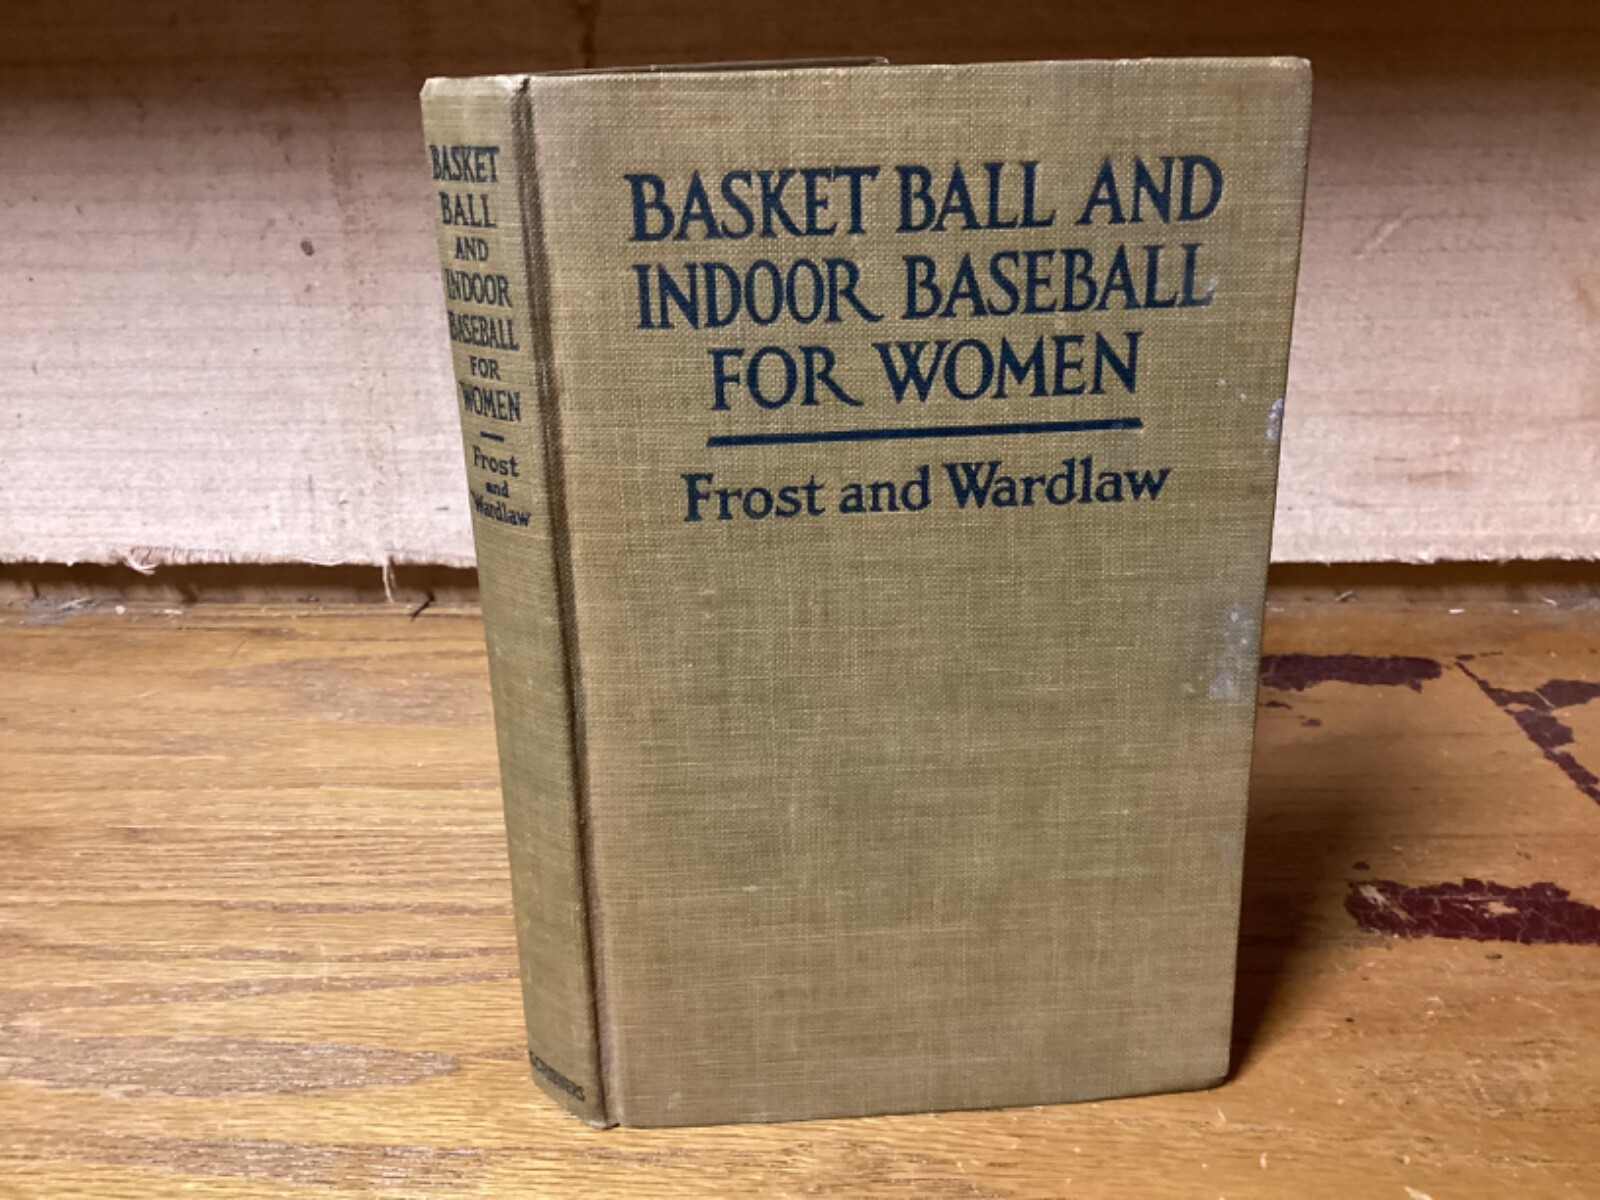 BASKET
BALL
AND
INDOOR
BASEBALL
FOR
WOMEN
Frost
and
Wardlaw
SCRIBNERS
BASKET BALL AND
INDOOR BASEBALL
FOR WOMEN
Frost and Wardlaw